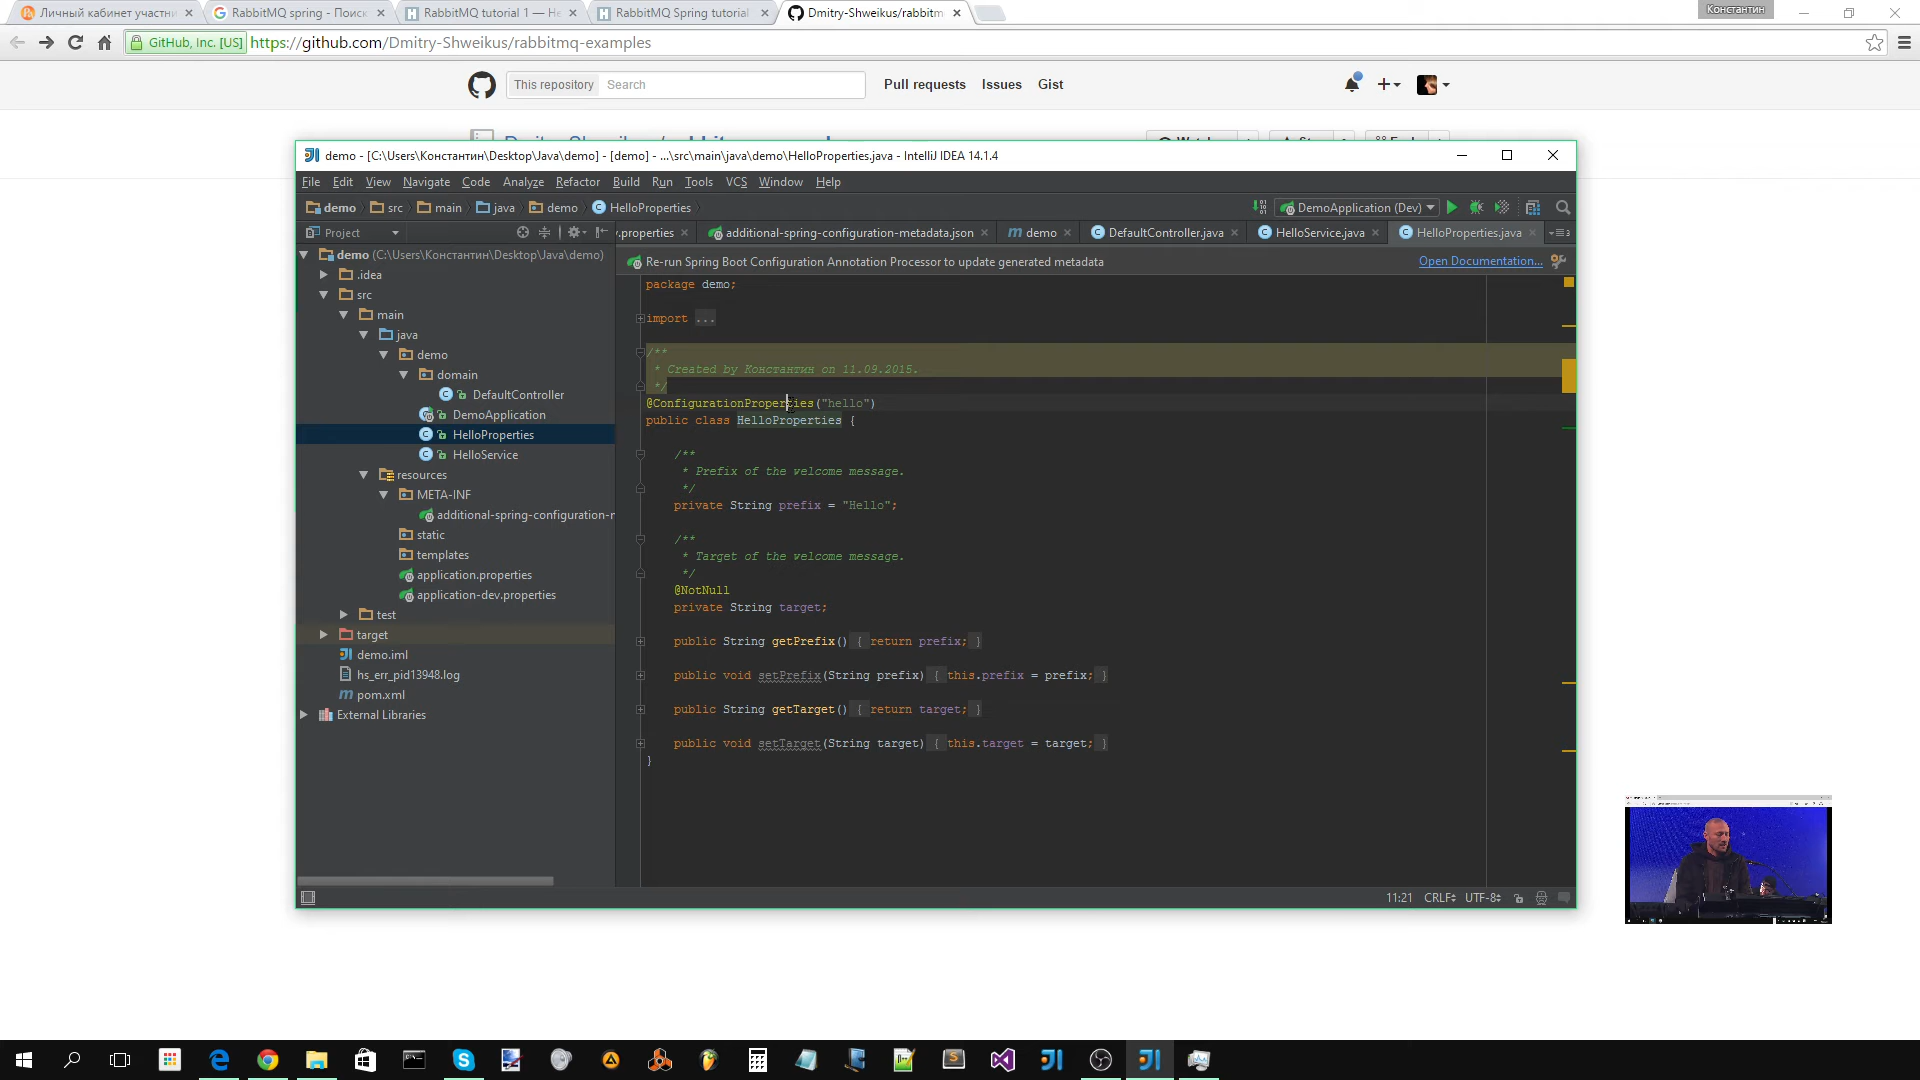 Личный кабинет участни
RabbitMQ spring - Поиск
RabbitMQ tutorial 1 — He
RabbitMQ Spring tutorial
Dmitry-Shweikus/rabbitm
Константин
GitHub, Inc. [US]
https://github.com/Dmitry-Shweikus/rabbitmq-examples
This repository
Search
Pull requests
Issues
Gist
demo - [C:\Users\Константин\Desktop\Java\demo] - [demo] - ...\src\main\java\demo\HelloProperties.java - IntelliJ IDEA 14.1.4
File Edit View Navigate Code Analyze Refactor Build Run Tools VCS Window Help
demo src main java demo HelloProperties
DemoApplication (Dev)
Project
.properties
additional-spring-configuration-metadata.json
demo
DefaultController.java
HelloService.java
HelloProperties.java
demo (C:\Users\Константин\Desktop\Java\demo)
.idea
src
main
java
demo
domain
DefaultController
DemoApplication
HelloProperties
HelloService
resources
META-INF
additional-spring-configuration-r
static
templates
application.properties
application-dev.properties
test
target
demo.iml
hs_err_pid13948.log
pom.xml
External Libraries
Re-run Spring Boot Configuration Annotation Processor to update generated metadata
Open Documentation...
package demo;
import ...
/**
* Created by Константин on 11.09.2015.
*/
@ConfigurationProperties("hello")
public class HelloProperties {
/**
* Prefix of the welcome message.
*/
private String prefix = "Hello";
/**
* Target of the welcome message.
*/
@NotNull
private String target;
public String getPrefix() { return prefix; }
public void setPrefix(String prefix) { this.prefix = prefix; }
public String getTarget() { return target; }
public void setTarget(String target) { this.target = target; }
}
11:21 CRLF UTF-8